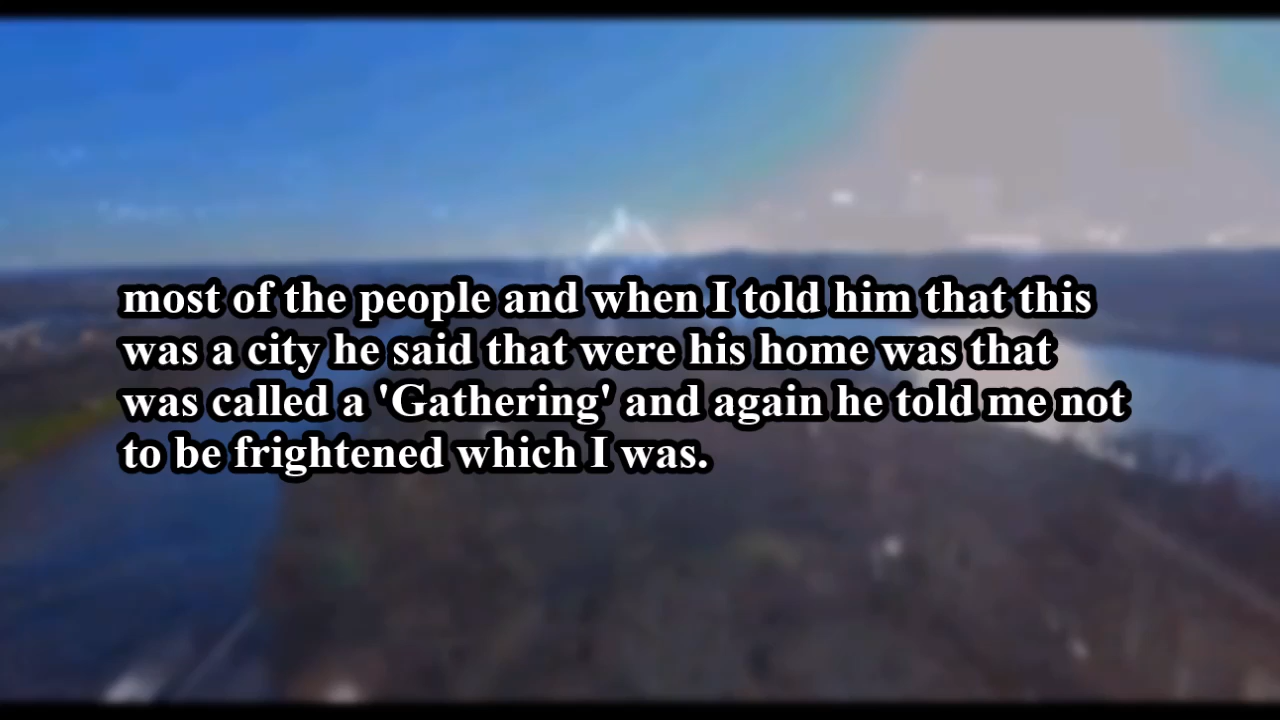 most of the people and when I told him that this
was a city he said that were his home was that
was called a 'Gathering' and again he told me not
to be frightened which I was.